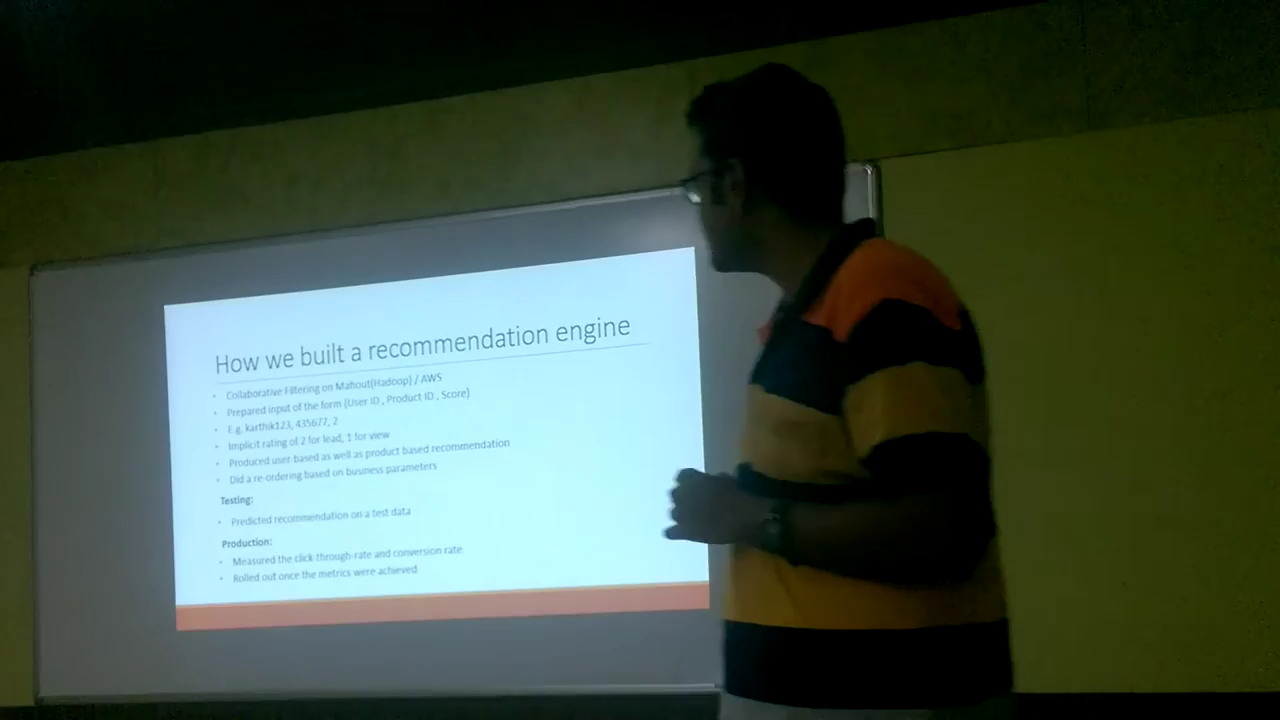 How we built a recommendation engine
• Collaborative Filtering on Mahout(Hadoop) / AWS
• Prepared input of the form (User ID , Product ID , Score)
• E.g. karthik123, 435677, 2
• Implicit rating of 2 for lead, 1 for view
• Produced user-based as well as product based recommendation
• Did a re-ordering based on business parameters
Testing:
• Predicted recommendation on a test data
Production:
• Measured the click-through-rate and conversion rate
• Rolled out once the metrics were achieved